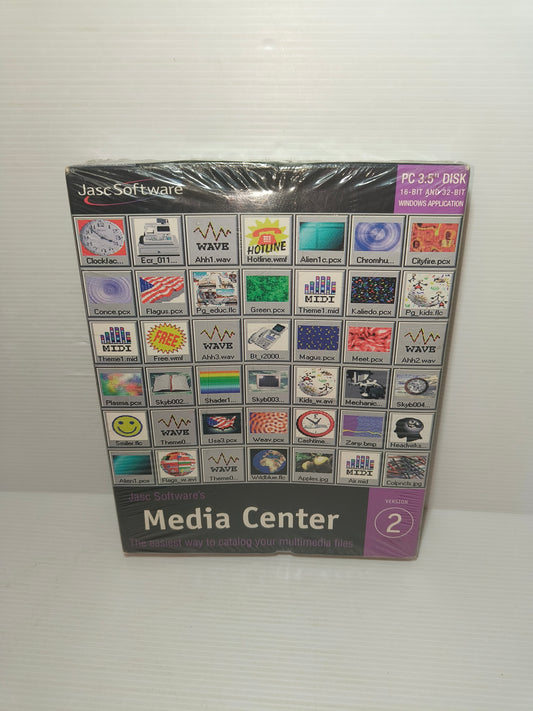 Jasc Software
PC 3.5" DISK
16-BIT AND 32-BIT
WINDOWS APPLICATION
Clockfac... Ecr_011... Ahh1.wav Hotline.wmf Alien1c.pcx Chromhu... Cityfire.pcx
WAVE HOTLINE
Conce.pcx Flagus.pcx Pg_educ.flc Green.pcx Theme1.mid Kaliedo.pcx Pg_kids.flc
MIDI
Theme1.mid Free.wmf Ahh3.wav Bt_r2000... Magus.pcx Meet.pcx Ahh2.wav
MIDI FREE WAVE WAVE
Plasma.pcx Skyb002... Shader1... Skyb003... Kids_w.avi Mechanic... Skyb004...
Smiler.flc Theme0... Usa3.pcx Weav.pcx Cashtime... Zanp.bmp Headwks...
WAVE
Alien1.pcx Flags_w.avi Theme0... Wildblue.flc Apples.jpg Air.mid Colpncls.jpg
WAVE MIDI
Jasc Software's
Media Center
The easiest way to catalog your multimedia files
VERSION
2